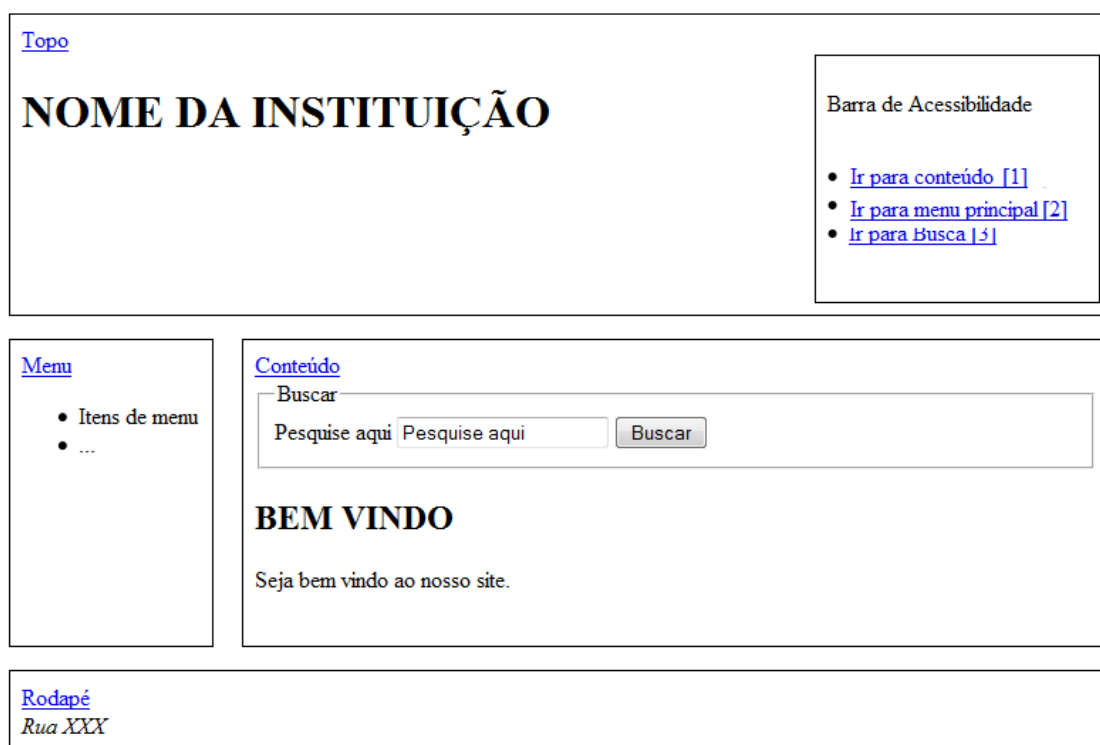 Topo
NOME DA INSTITUIÇÃO
Barra de Acessibilidade
Ir para conteúdo [1]
Ir para menu principal [2]
Ir para Busca [3]
Menu
Itens de menu
...
Conteúdo
Buscar
Pesquise aqui Pesquise aqui Buscar
BEM VINDO
Seja bem vindo ao nosso site.
Rodapé
Rua XXX